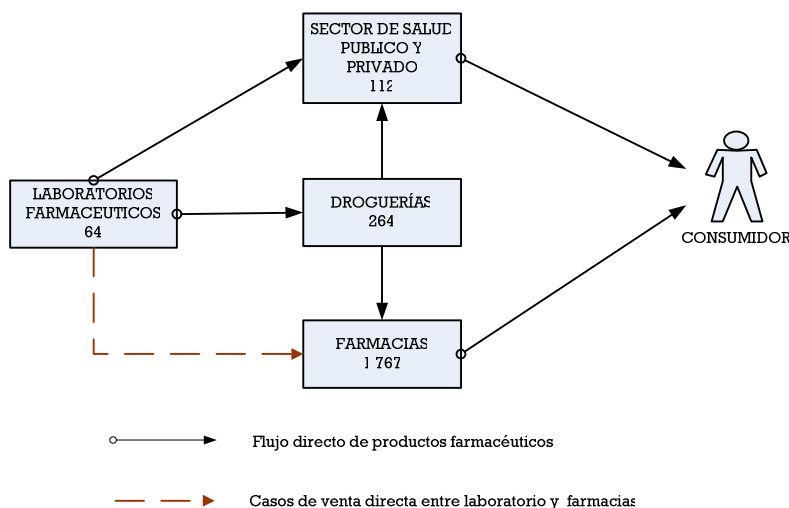 SECTOR DE SALUD
PUBLICO Y
PRIVADO
112
LABORATORIOS
FARMACEUTICOS
64
DROGUERÍAS
264
CONSUMIDOR
FARMACIAS
1 767
Flujo directo de productos farmacéuticos
Casos de venta directa entre laboratorio y farmacias